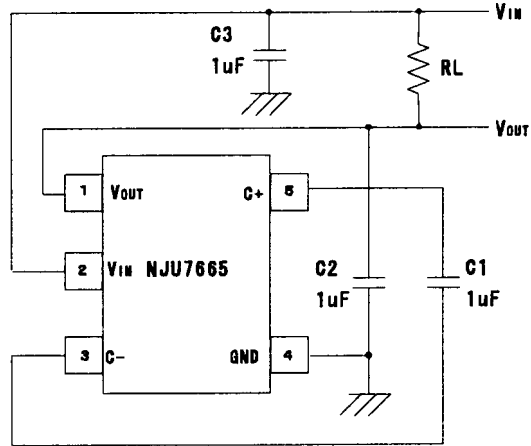 VIN
C3
1uF
RL
VOUT
1 VOUT
C+ 5
2 VIN NJU7665
C2
1uF
C1
1uF
3 C-
GND 4